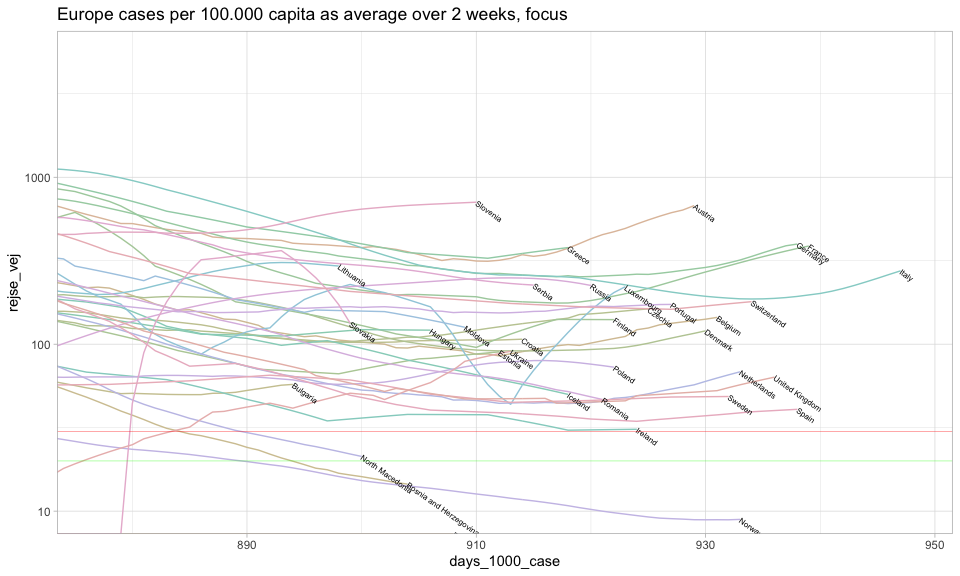 Europe cases per 100.000 capita as average over 2 weeks, focus
rejse_vej
1000
100
10
Slovenia
Austria
Greece
France
Germany
Italy
Lithuania
Serbia
Russia
Luxembourg
Czechia
Portugal
Switzerland
Slovakia
Hungary
Moldova
Croatia
Ukraine
Estonia
Finland
Belgium
Denmark
Poland
Netherlands
United Kingdom
Bulgaria
Iceland
Romania
Sweden
Spain
Ireland
North Macedonia
Bosnia and Herzegovina
Norwa
890
910
930
950
days_1000_case